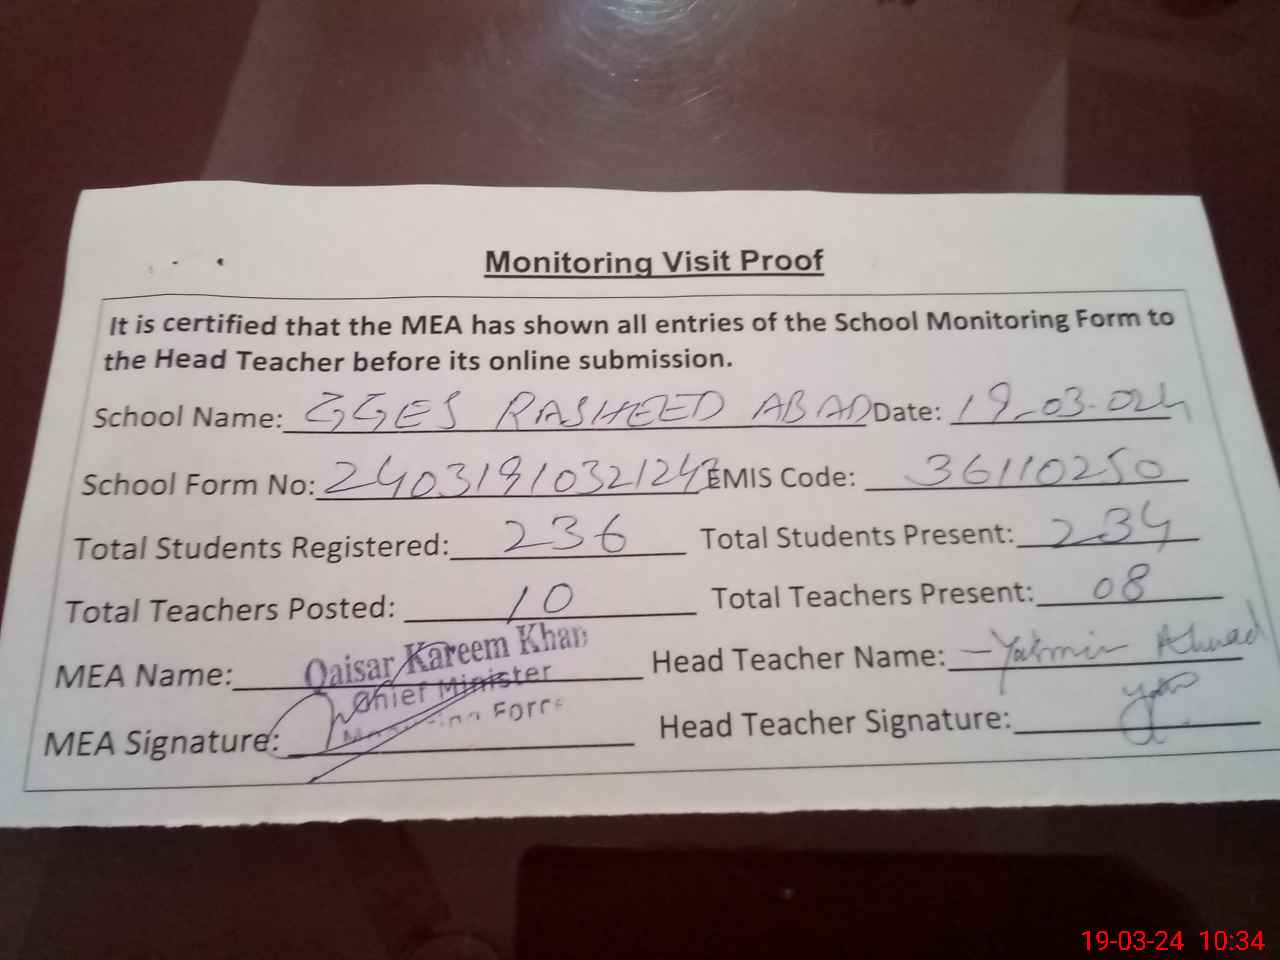 Monitoring Visit Proof
It is certified that the MEA has shown all entries of the School Monitoring Form to
the Head Teacher before its online submission.
School Name: GGES RASHEED ABAD Date: 19-03-024
School Form No: 24031910321247 EMIS Code: 36110250
Total Students Registered: 236 Total Students Present: 234
Total Teachers Posted: 10 Total Teachers Present: 08
MEA Name: Qaisar Kareem Khan Head Teacher Name: Yasmin Ahmad
Chief Minister
MEA Signature: Force Head Teacher Signature:
19-03-24 10:34